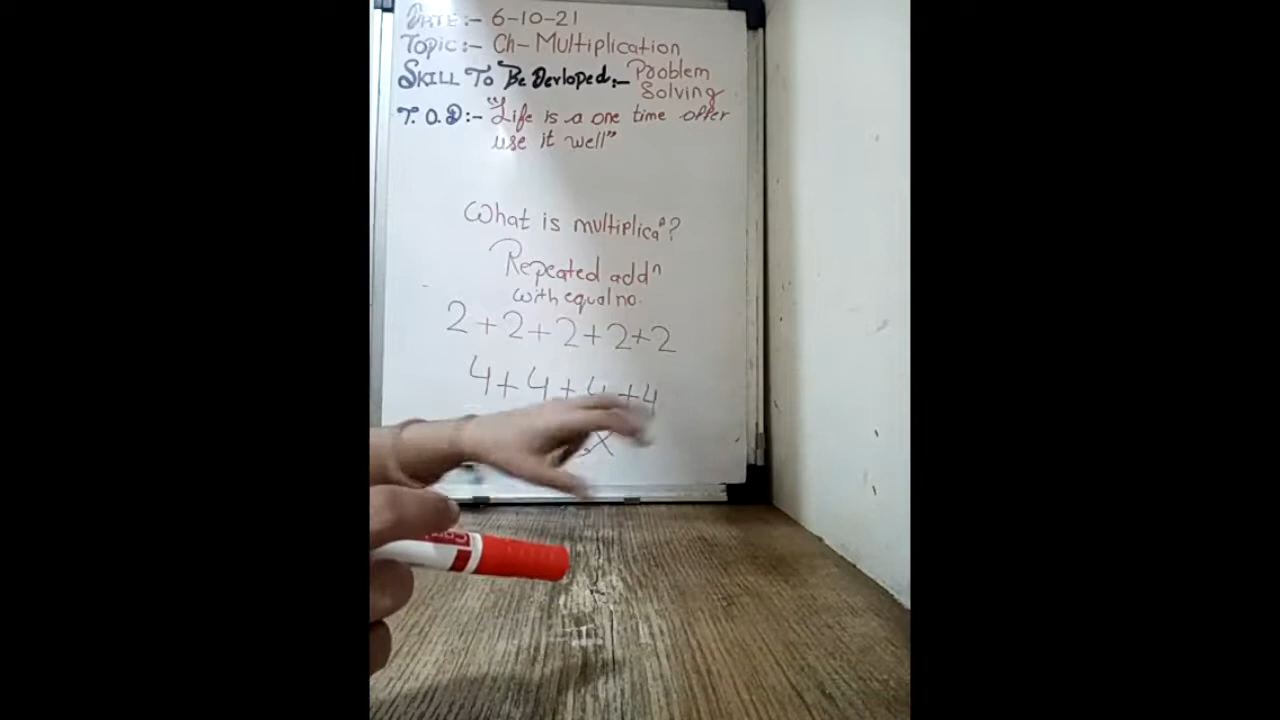 DATE:- 6-10-21
Topic:- Ch- Multiplication
SKILL TO BE Devloped:- Problem
Solving
T.O.D:- "Life is a one time offer
use it well"
What is multiplicaⁿ?
Repeated addⁿ
with equal no.
2+2+2+2+2
4+4+4+4
x